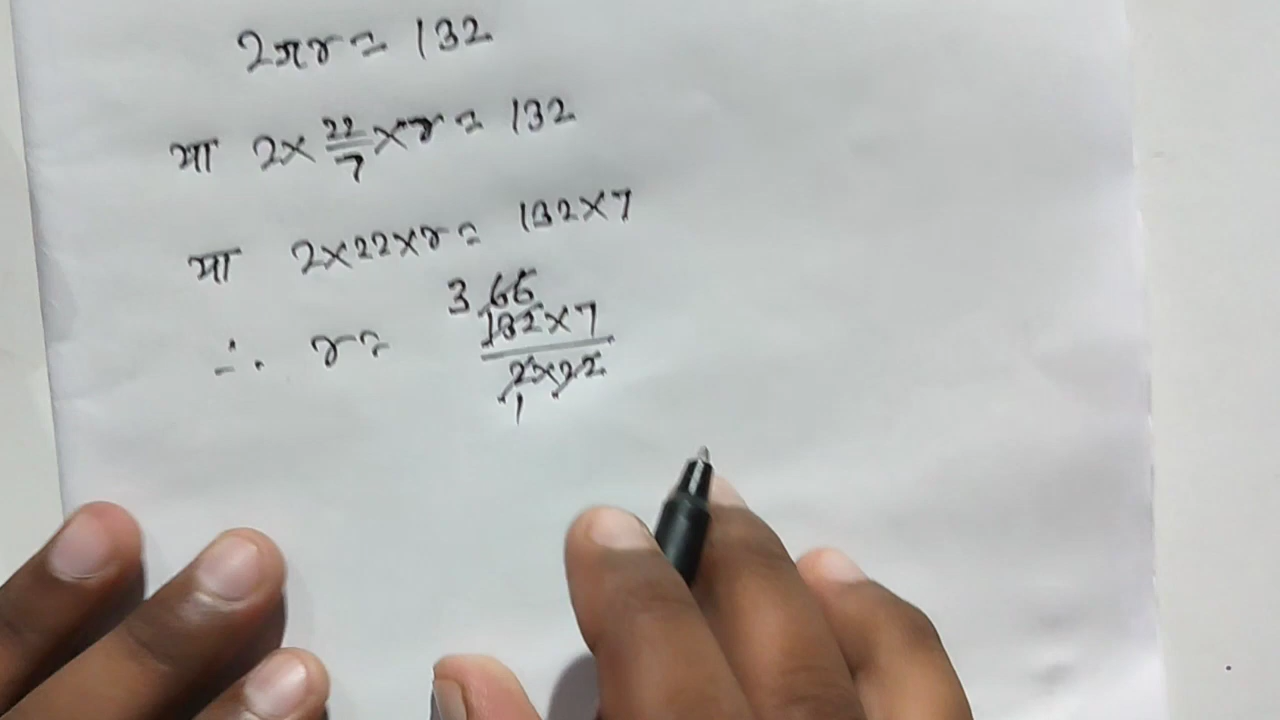 2πr = 132
या 2 × 22/7 × r = 132
या 2×22×r = 132×7
∴ r = 132×7 / 2×22
3 66
1